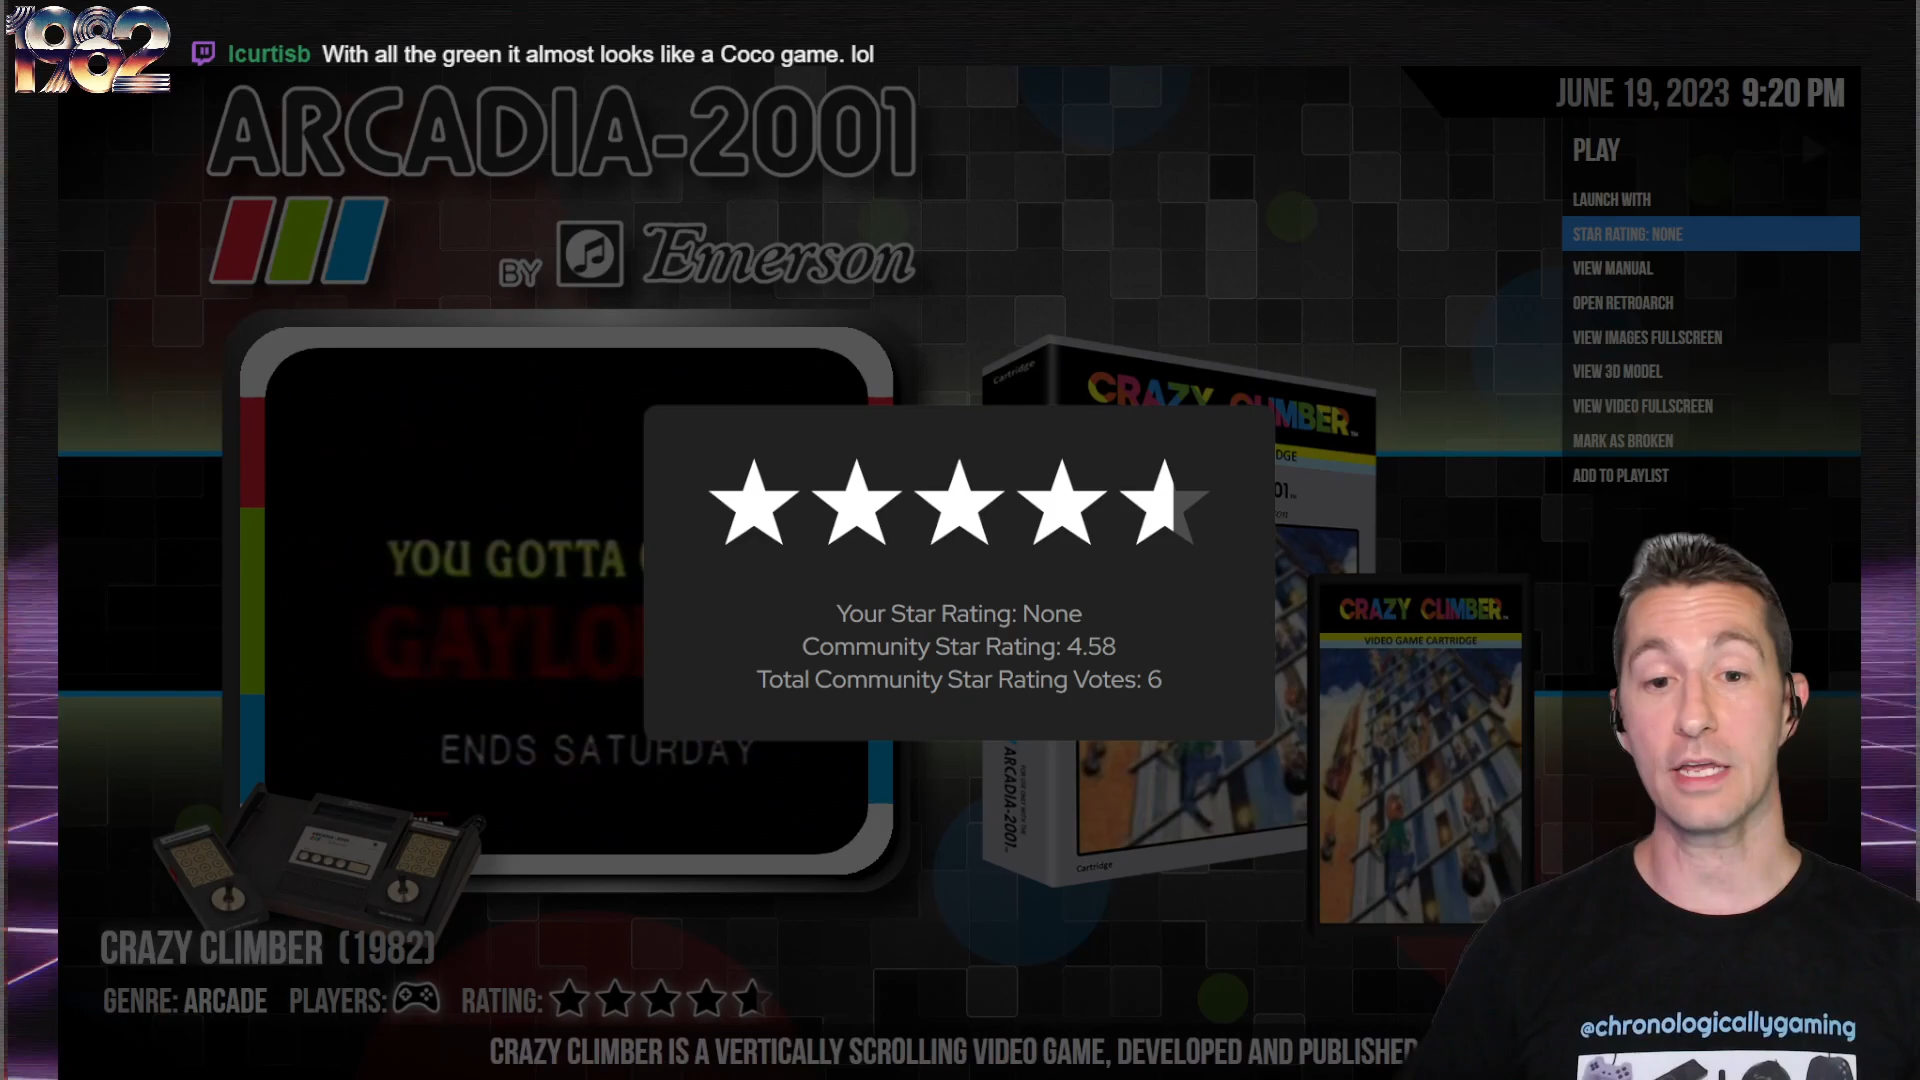 1982
lcurtisb With all the green it almost looks like a Coco game. lol
ARCADIA-2001
BY Emerson
JUNE 19, 2023 9:20 PM
PLAY
LAUNCH WITH
STAR RATING: NONE
VIEW MANUAL
OPEN RETROARCH
VIEW IMAGES FULLSCREEN
VIEW 3D MODEL
VIEW VIDEO FULLSCREEN
MARK AS BROKEN
ADD TO PLAYLIST
YOU GOTTA
ENDS SATURDAY
Cartridge
CRAZY CLIMBER
Your Star Rating: None
Community Star Rating: 4.58
Total Community Star Rating Votes: 6
ARCADIA-2001
Cartridge
CRAZY CLIMBER
VIDEO GAME CARTRIDGE
CRAZY CLIMBER (1982)
GENRE: ARCADE PLAYERS: RATING:
CRAZY CLIMBER IS A VERTICALLY SCROLLING VIDEO GAME, DEVELOPED AND PUBLISHED
@chronologicallygaming